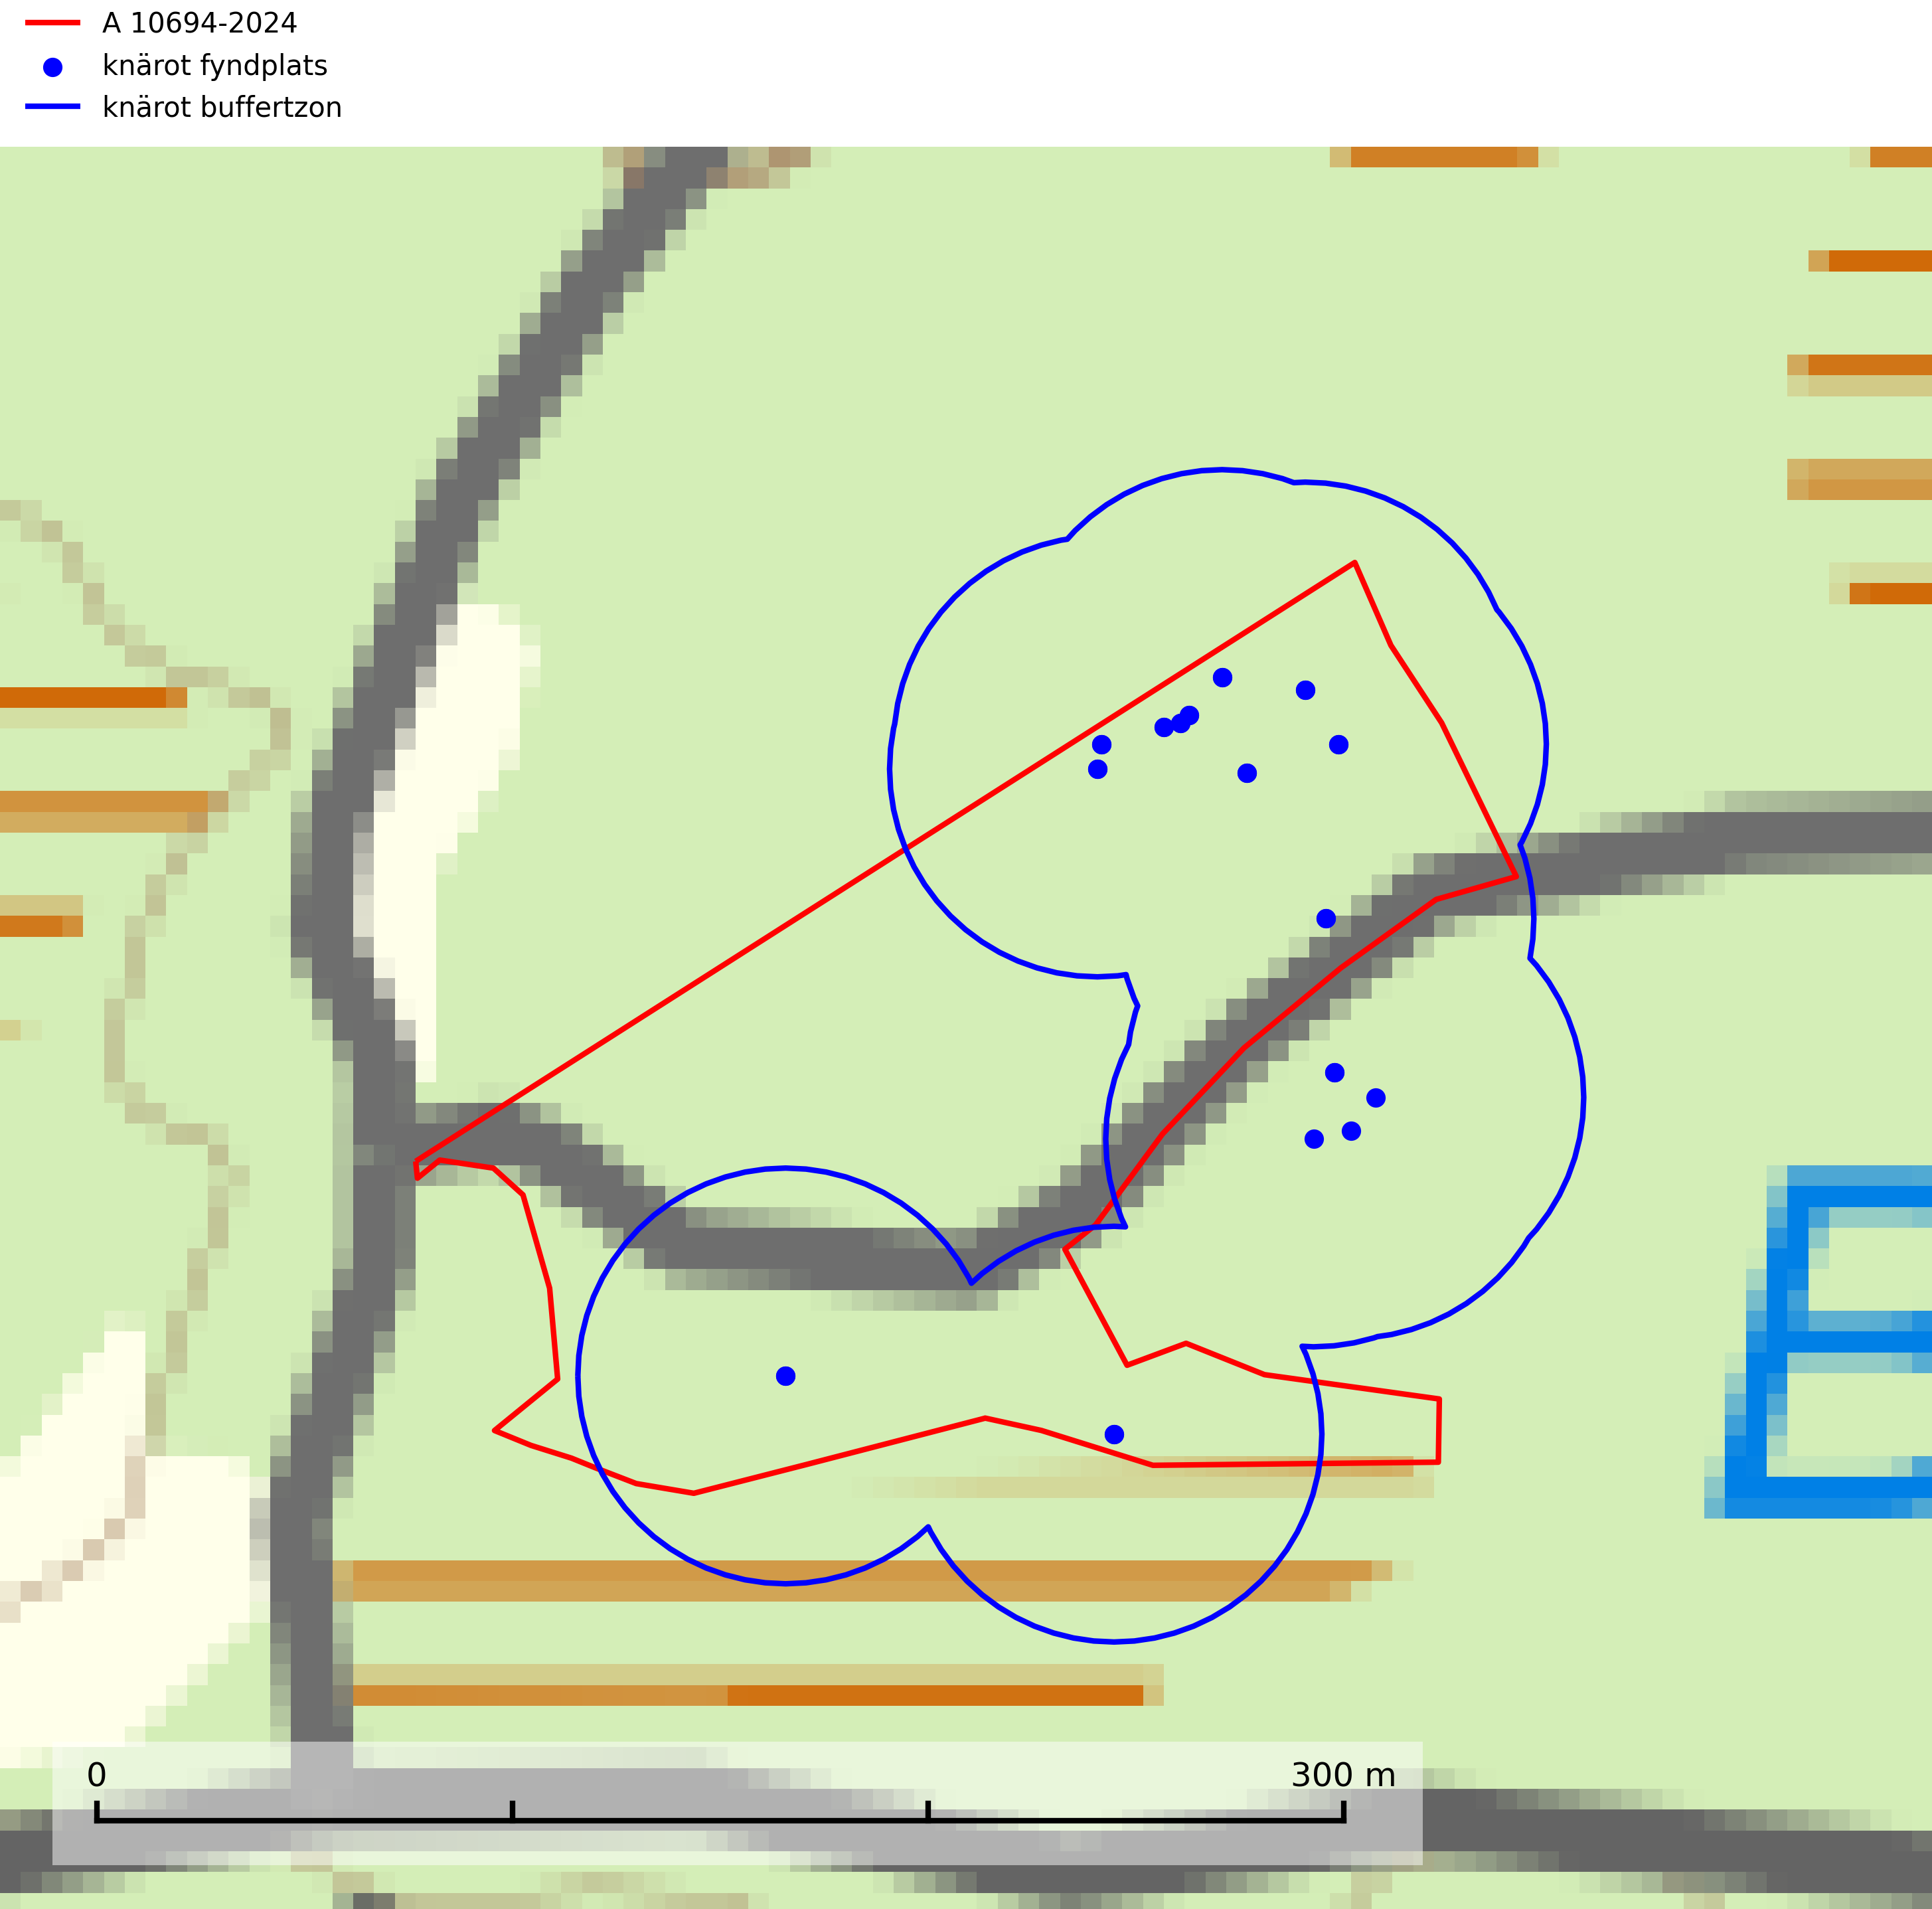 A 10694-2024
knärot fyndplats
knärot buffertzon
0 300 m